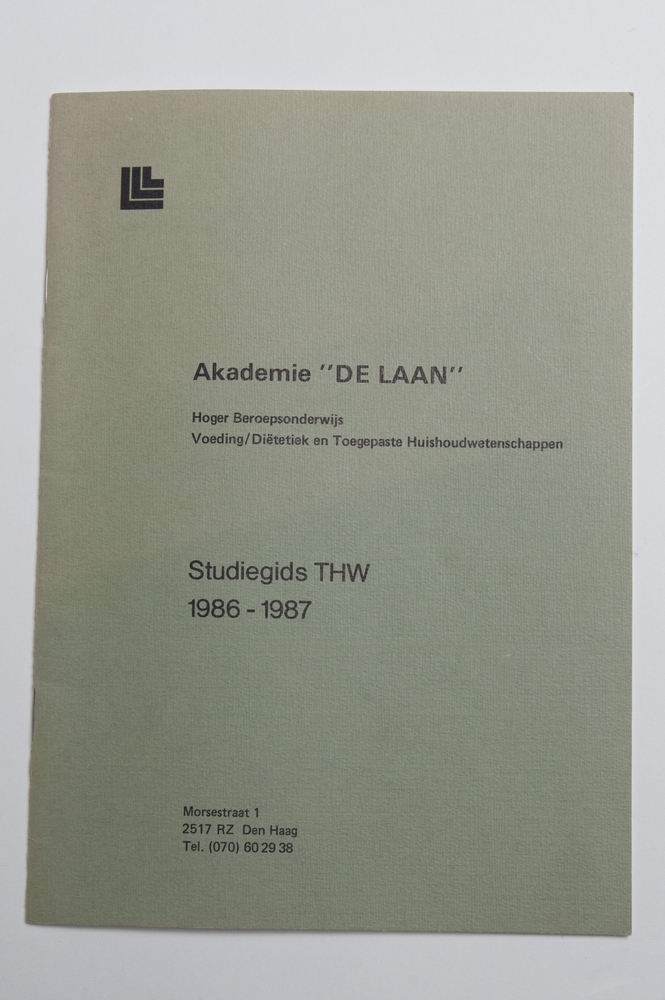 Akademie "DE LAAN"
Hoger Beroepsonderwijs
Voeding/Diëtetiek en Toegepaste Huishoudwetenschappen
Studiegids THW
1986 - 1987
Morsestraat 1
2517 RZ Den Haag
Tel. (070) 60 29 38